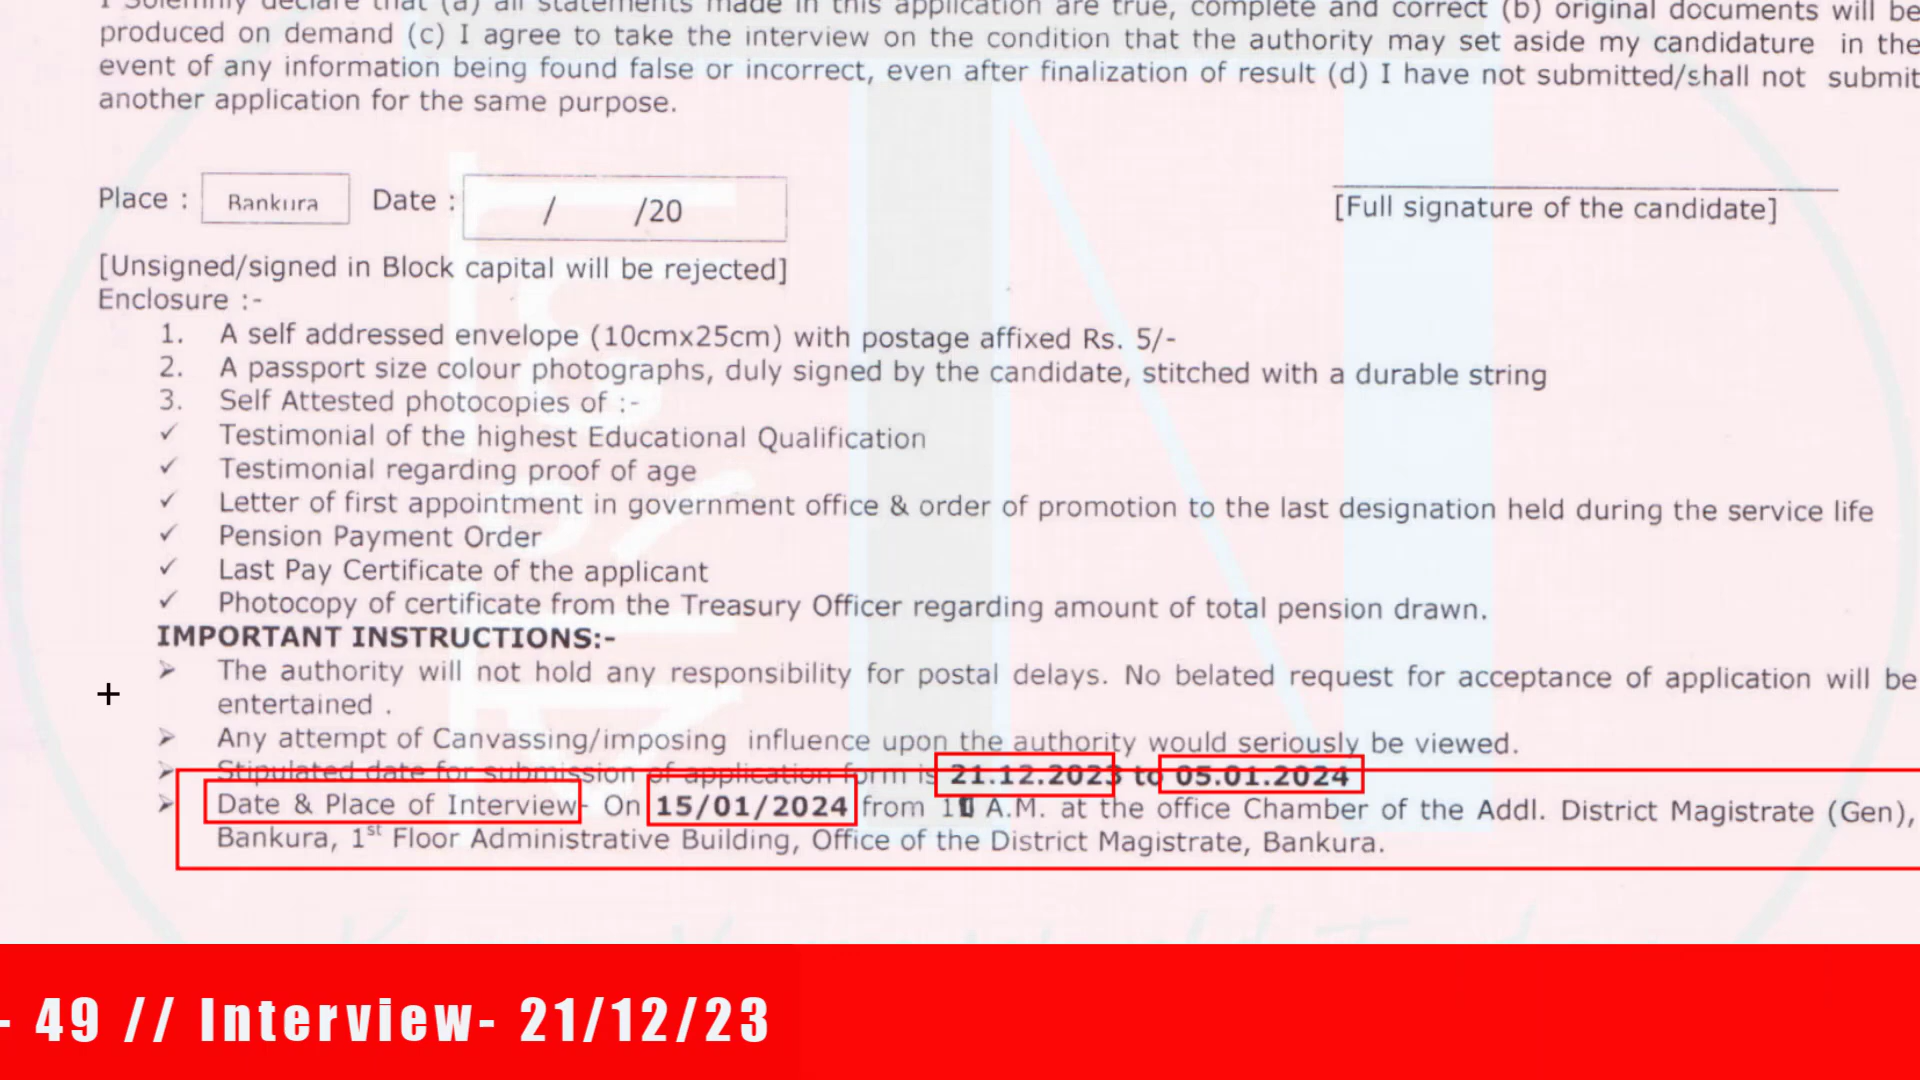 I Solemnly declare that (a) all statements made in this application are true, complete and correct (b) original documents will be
produced on demand (c) I agree to take the interview on the condition that the authority may set aside my candidature in the
event of any information being found false or incorrect, even after finalization of result (d) I have not submitted/shall not submit
another application for the same purpose.
Place : Bankura Date : / /20
[Full signature of the candidate]
[Unsigned/signed in Block capital will be rejected]
Enclosure :-
1. A self addressed envelope (10cmx25cm) with postage affixed Rs. 5/-
2. A passport size colour photographs, duly signed by the candidate, stitched with a durable string
3. Self Attested photocopies of :-
✓ Testimonial of the highest Educational Qualification
✓ Testimonial regarding proof of age
✓ Letter of first appointment in government office & order of promotion to the last designation held during the service life
✓ Pension Payment Order
✓ Last Pay Certificate of the applicant
✓ Photocopy of certificate from the Treasury Officer regarding amount of total pension drawn.
IMPORTANT INSTRUCTIONS:-
➢ The authority will not hold any responsibility for postal delays. No belated request for acceptance of application will be
entertained .
➢ Any attempt of Canvassing/imposing influence upon the authority would seriously be viewed.
➢ Stipulated date for submission of application form is 21.12.2023 to 05.01.2024
➢ Date & Place of Interview- On 15/01/2024 from A.M. at the office Chamber of the Addl. District Magistrate (Gen),
Bankura, 1st Floor Administrative Building, Office of the District Magistrate, Bankura.
- 49 // Interview- 21/12/23